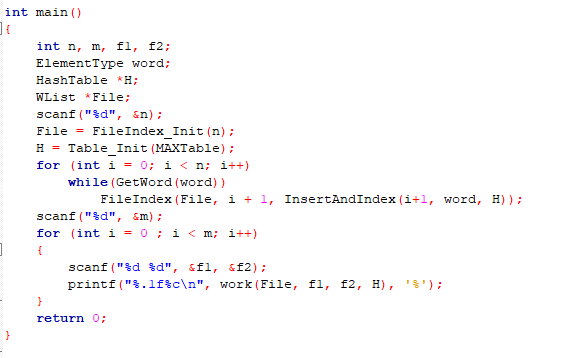 int main()
{
    int n, m, f1, f2;
    ElementType word;
    HashTable *H;
    WList *File;
    scanf("%d", &n);
    File = FileIndex_Init(n);
    H = Table_Init(MAXTable);
    for (int i = 0; i < n; i++)
        while(GetWord(word))
            FileIndex(File, i + 1, InsertAndIndex(i+1, word, H));
    scanf("%d", &m);
    for (int i = 0 ; i < m; i++)
    {
        scanf("%d %d", &f1, &f2);
        printf("%.1f%c\n", work(File, f1, f2, H), '%');
    }
    return 0;
}